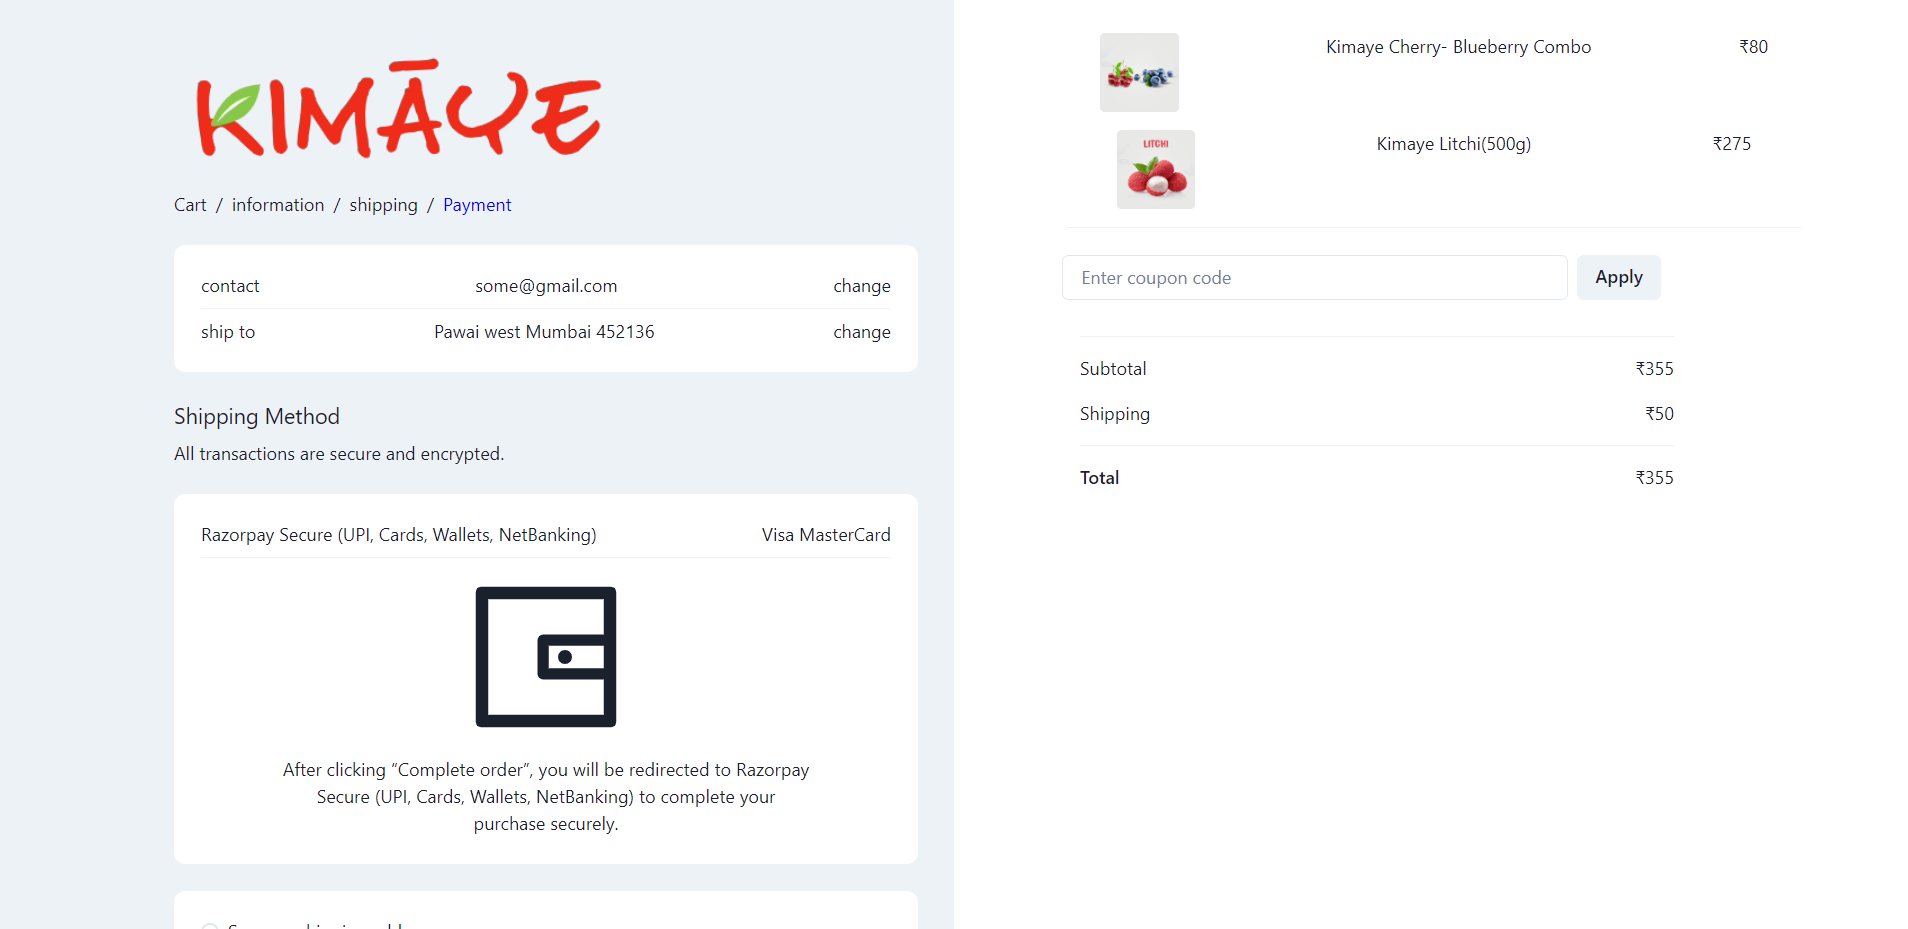 KIMĀYE
Cart / information / shipping / Payment
contact some@gmail.com change
ship to Pawai west Mumbai 452136 change
Shipping Method
All transactions are secure and encrypted.
Razorpay Secure (UPI, Cards, Wallets, NetBanking) Visa MasterCard
After clicking “Complete order”, you will be redirected to Razorpay
Secure (UPI, Cards, Wallets, NetBanking) to complete your
purchase securely.
Kimaye Cherry- Blueberry Combo ₹80
LITCHI
Kimaye Litchi(500g) ₹275
Enter coupon code Apply
Subtotal ₹355
Shipping ₹50
Total ₹355